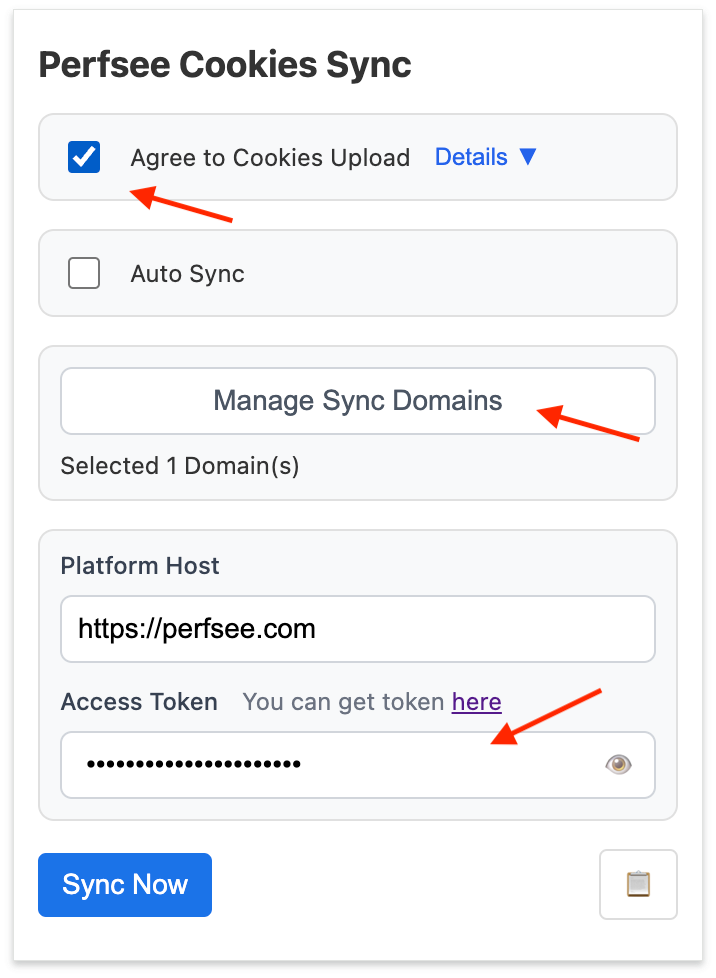 Perfsee Cookies Sync
Agree to Cookies Upload Details ▼
Auto Sync
Manage Sync Domains
Selected 1 Domain(s)
Platform Host
https://perfsee.com
Access Token You can get token here
••••••••••••••••••••••
Sync Now